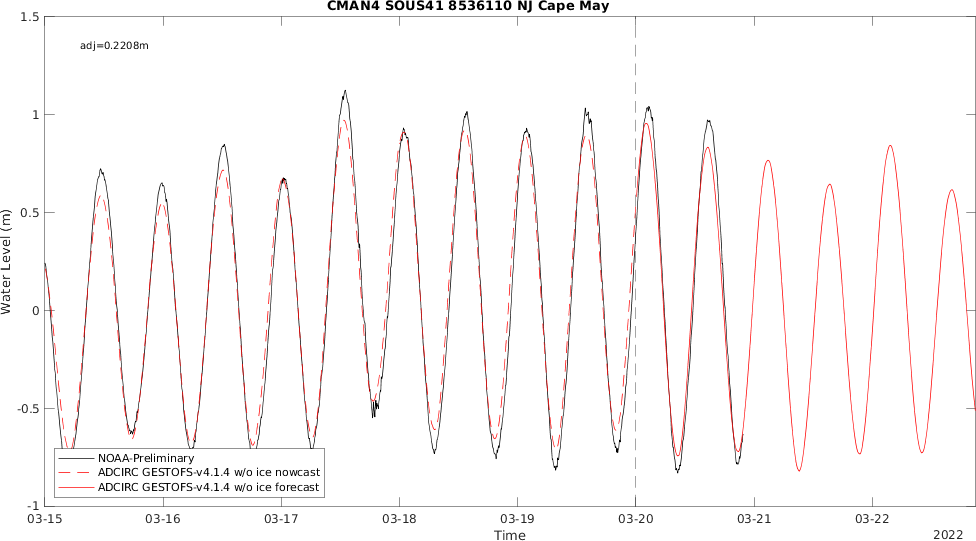 CMAN4 SOUS41 8536110 NJ Cape May
adj=0.2208m
1.5
1
0.5
0
-0.5
-1
Water Level (m)
NOAA-Preliminary
ADCIRC GESTOFS-v4.1.4 w/o ice nowcast
ADCIRC GESTOFS-v4.1.4 w/o ice forecast
03-15 03-16 03-17 03-18 03-19 03-20 03-21 03-22
Time
2022